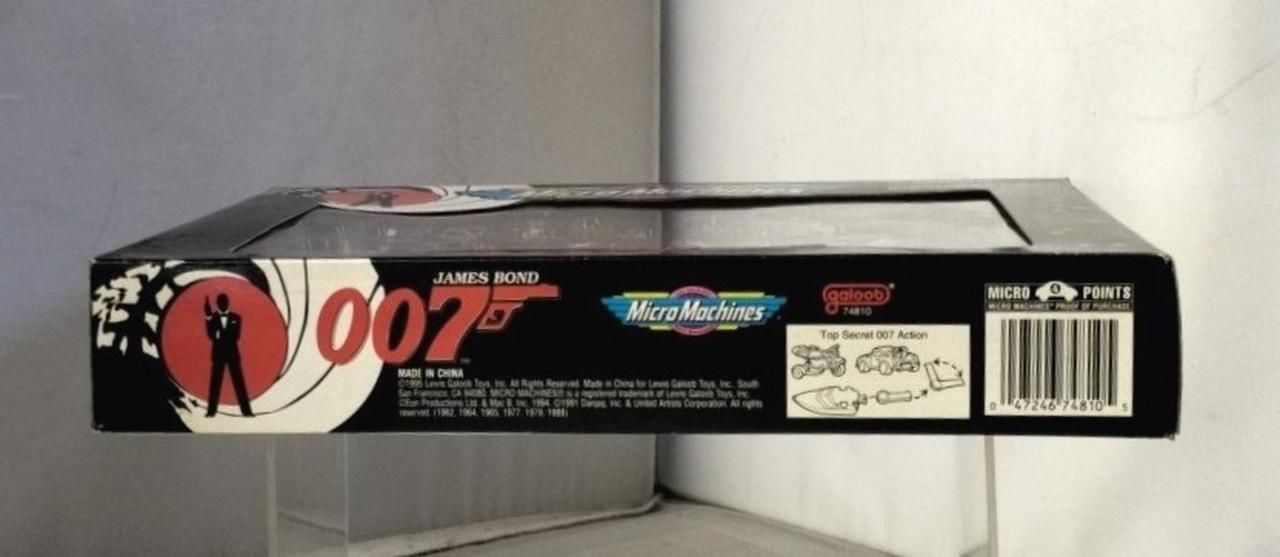 Micro Machines
JAMES BOND
007
MADE IN CHINA
©1995 Lewis Galoob Toys, Inc. All Rights Reserved. Made in China for Lewis Galoob Toys, Inc., South
San Francisco, CA 94080. MICRO MACHINES® is a registered trademark of Lewis Galoob Toys, Inc.
©Eon Productions Ltd. & Mac B. Inc. 1994. ©1991 Danjaq, Inc. & United Artists Corporation. All rights
reserved. (1962, 1964, 1965, 1977, 1979, 1988)
Micro Machines
galoob®
74810
Top Secret 007 Action
MICRO 4 POINTS
MICRO MACHINES® PROOF OF PURCHASE
0 47246 74810 5